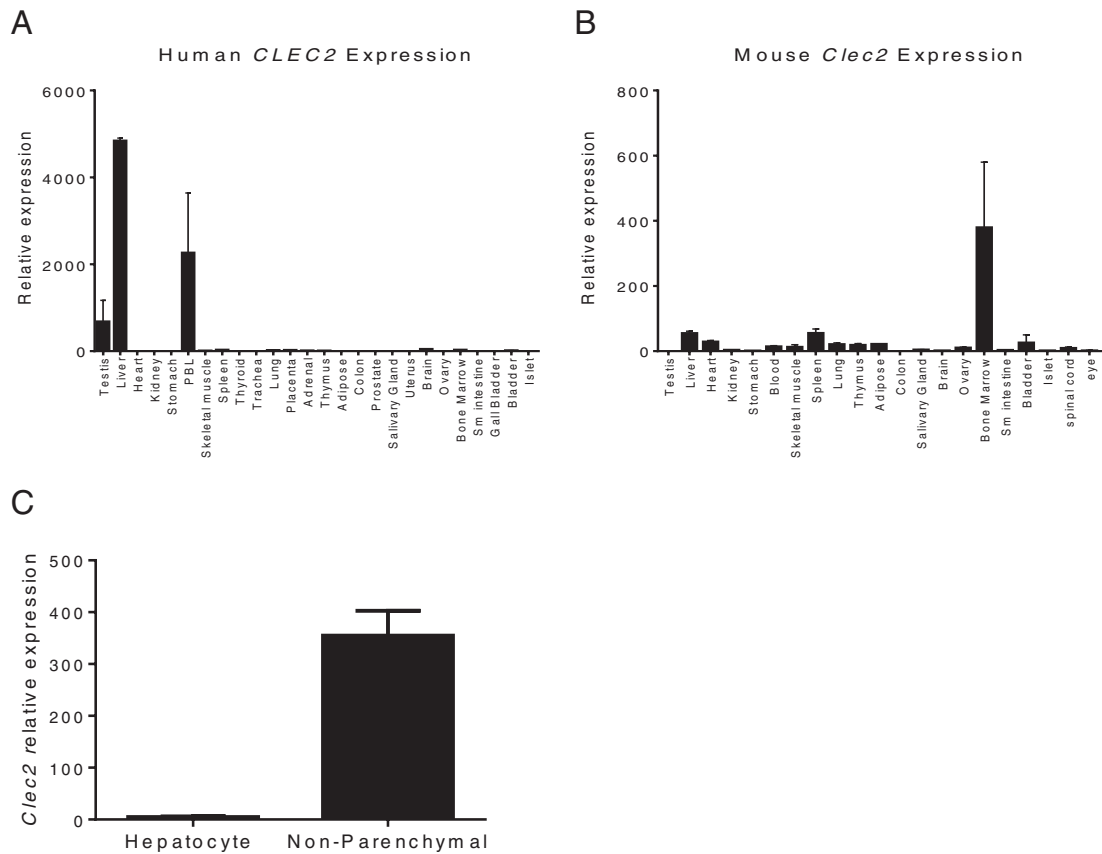 A
Human CLEC2 Expression
Relative expression
6000
4000
2000
0
Testis
Liver
Heart
Kidney
Stomach
PBL
Skeletal muscle
Spleen
Thyroid
Trachea
Lung
Placenta
Adrenal
Thymus
Adipose
Colon
Prostate
Salivary Gland
Uterus
Brain
Ovary
Bone Marrow
Sm intestine
Gall Bladder
Bladder
Islet
B
Mouse Clec2 Expression
Relative expression
800
600
400
200
0
Testis
Liver
Heart
Kidney
Stomach
Blood
Skeletal muscle
Spleen
Lung
Thymus
Adipose
Colon
Salivary Gland
Brain
Ovary
Bone Marrow
Sm intestine
Bladder
Islet
spinal cord
eye
C
Clec2 relative expression
500
400
300
200
100
0
Hepatocyte
Non-Parenchymal